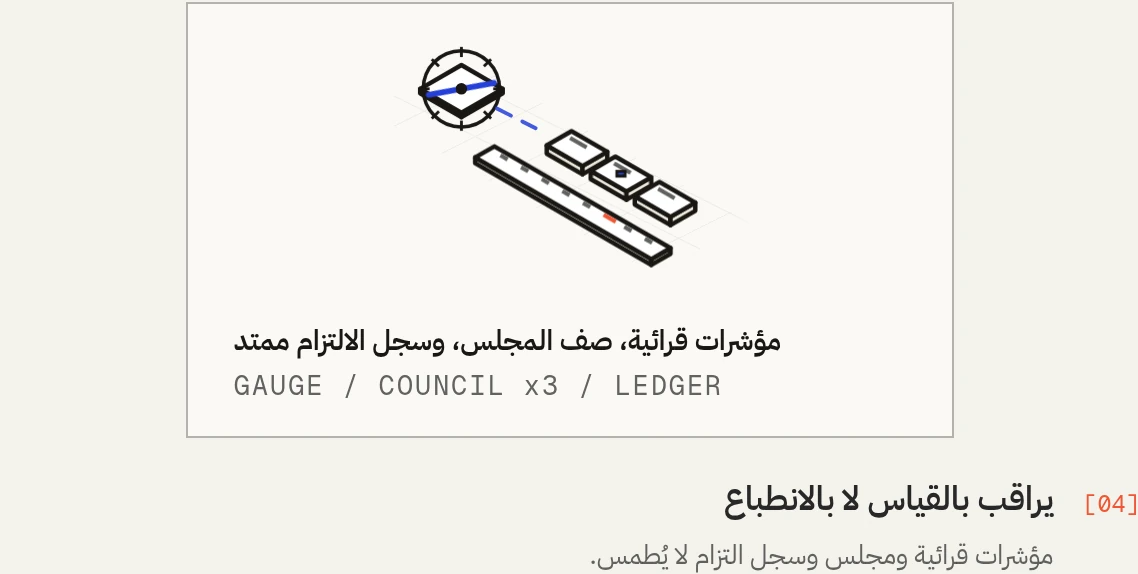 مؤشرات قرائية، صف المجلس، وسجل الالتزام ممتد
GAUGE / COUNCIL x3 / LEDGER
[04] يراقب بالقياس لا بالانطباع
مؤشرات قرائية ومجلس وسجل التزام لا يُطمس.